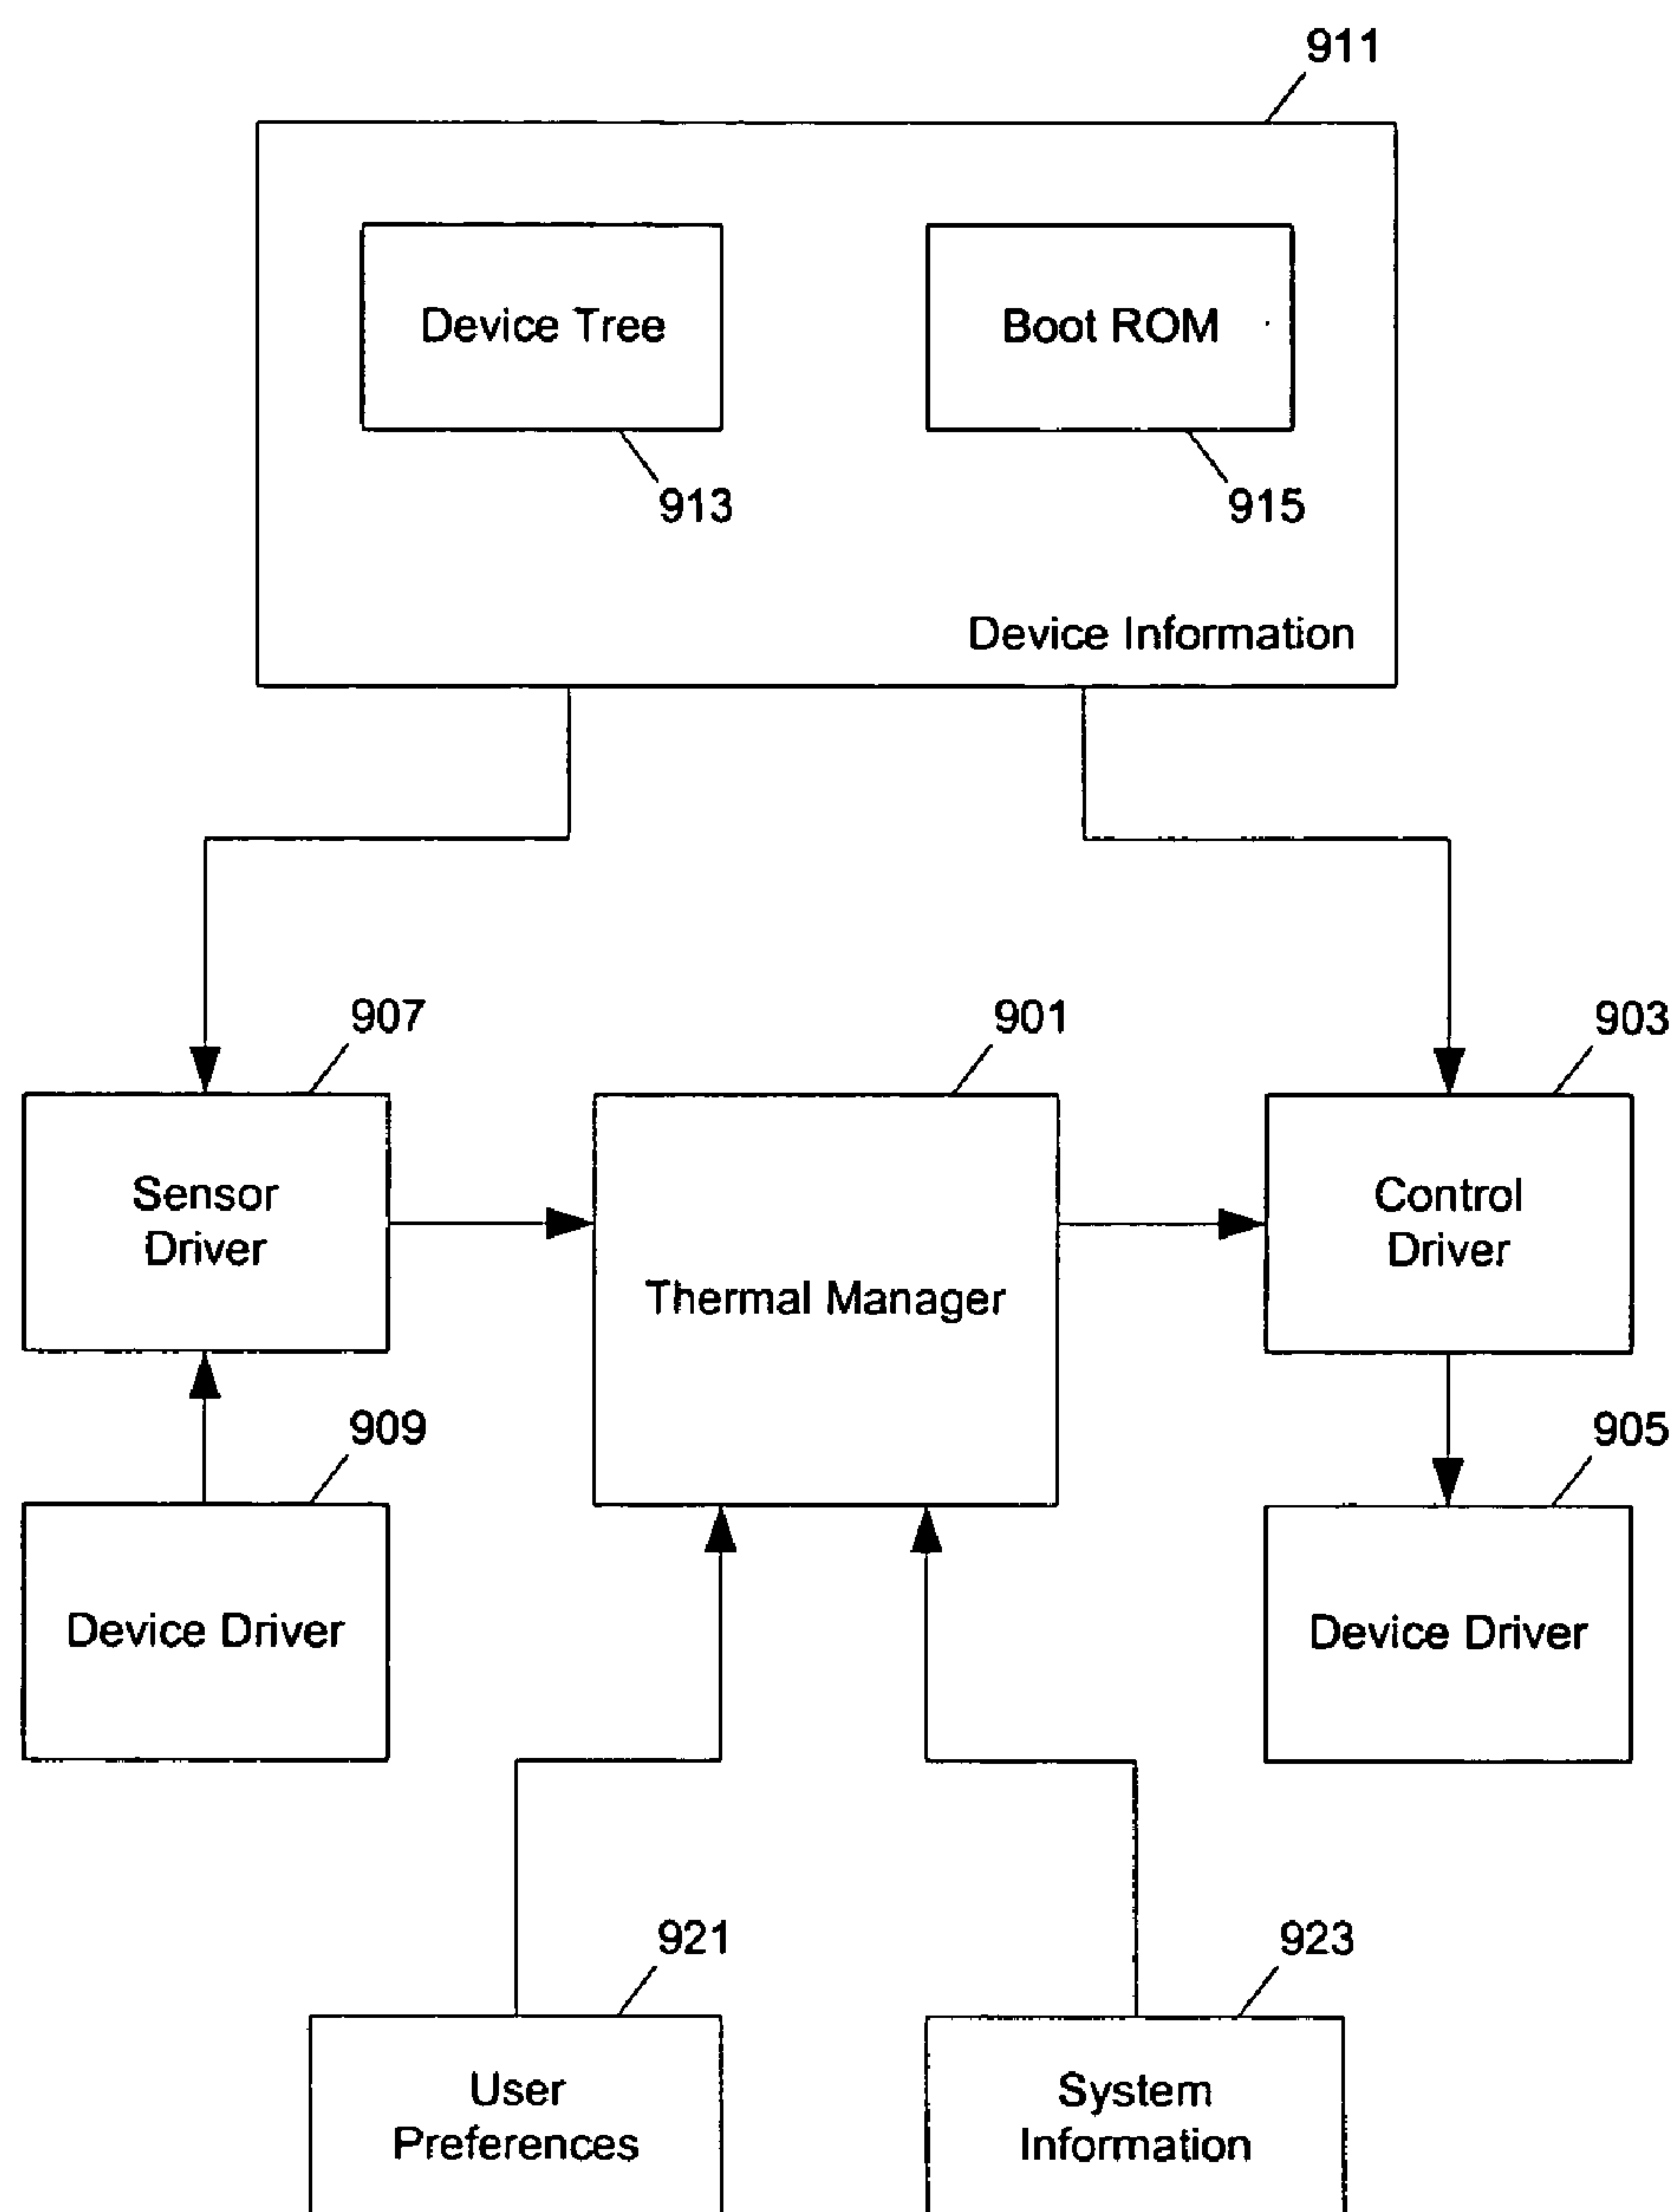 911
Device Tree
Boot ROM
913
915
Device Information
907
901
903
Sensor
Driver
Thermal Manager
Control
Driver
909
905
Device Driver
Device Driver
921
923
User
Preferences
System
Information